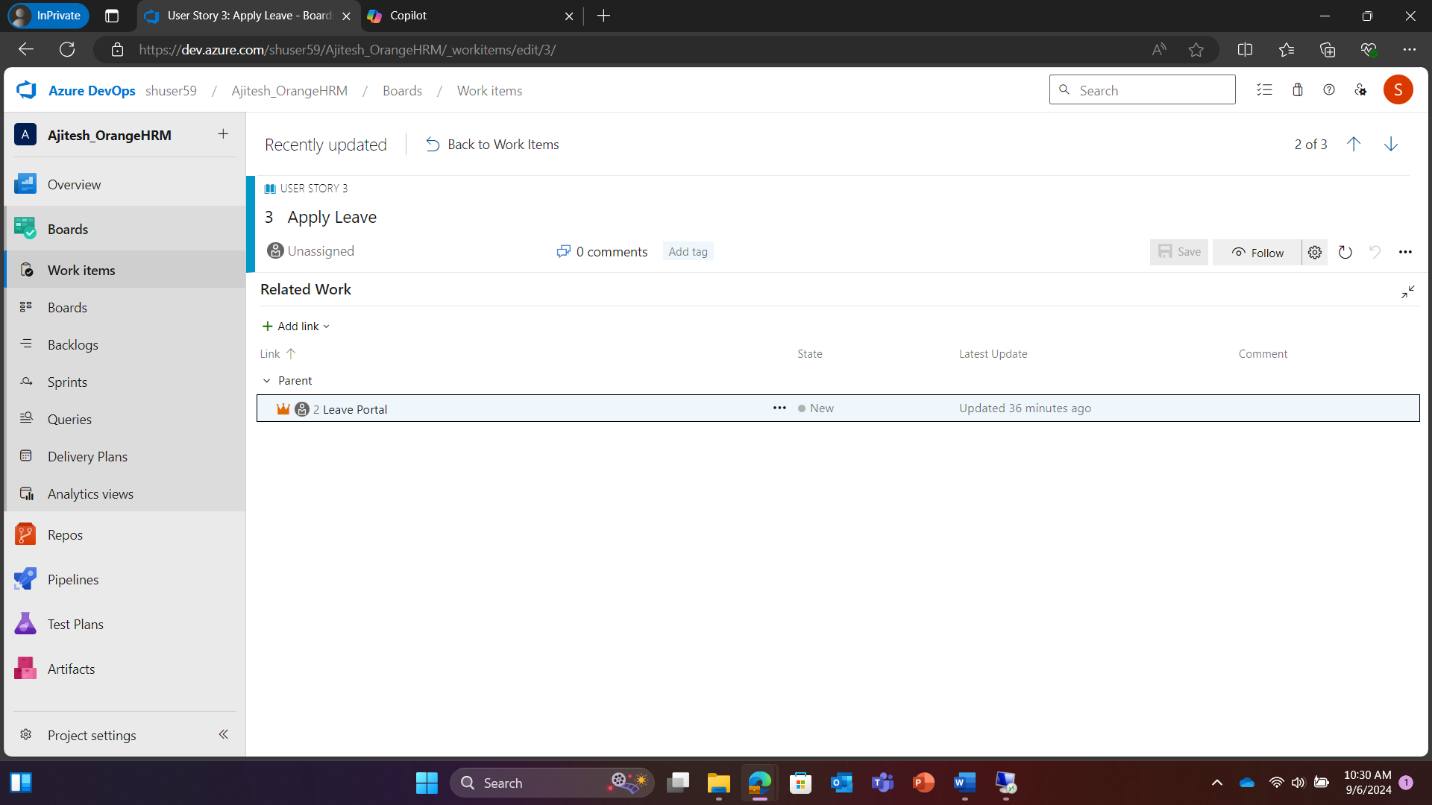 InPrivate
User Story 3: Apply Leave - Board
Copilot
https://dev.azure.com/shuser59/Ajitesh_OrangeHRM/_workitems/edit/3/
Azure DevOps shuser59 / Ajitesh_OrangeHRM / Boards / Work items
Search
S
A Ajitesh_OrangeHRM
Overview
Boards
Work items
Boards
Backlogs
Sprints
Queries
Delivery Plans
Analytics views
Repos
Pipelines
Test Plans
Artifacts
Project settings
Recently updated
Back to Work Items
2 of 3
USER STORY 3
3 Apply Leave
Unassigned
0 comments
Add tag
Save
Follow
Related Work
Add link
Link State Latest Update Comment
Parent
2 Leave Portal New Updated 36 minutes ago
Search
10:30 AM
9/6/2024
1